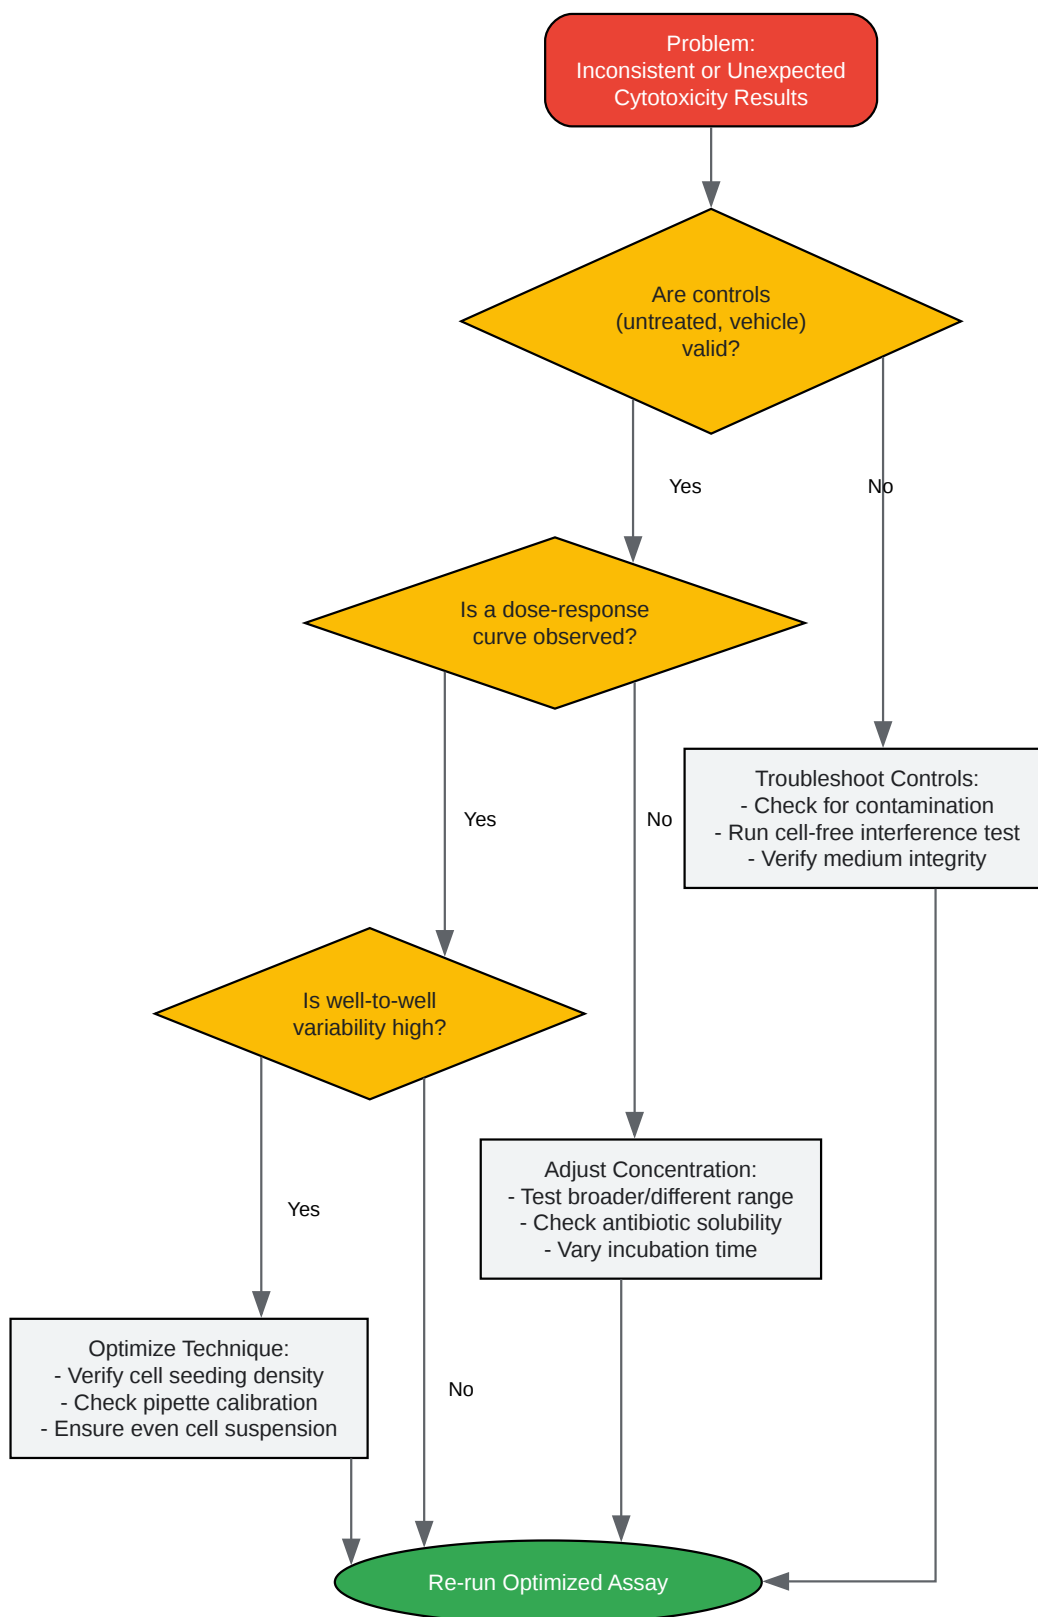 Problem:
Inconsistent or Unexpected
Cytotoxicity Results
Are controls
(untreated, vehicle)
valid?
Yes
No
Is a dose-response
curve observed?
Yes
No
Troubleshoot Controls:
- Check for contamination
- Run cell-free interference test
- Verify medium integrity
Is well-to-well
variability high?
Yes
No
Adjust Concentration:
- Test broader/different range
- Check antibiotic solubility
- Vary incubation time
Optimize Technique:
- Verify cell seeding density
- Check pipette calibration
- Ensure even cell suspension
Re-run Optimized Assay